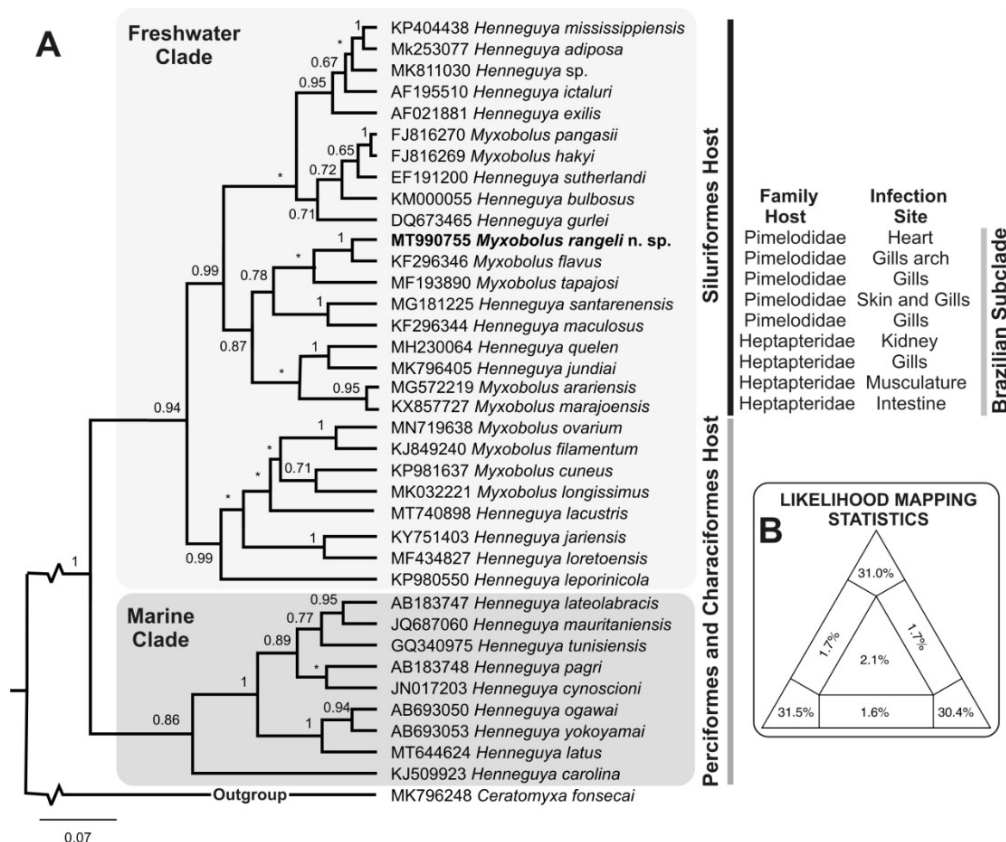 A
Freshwater
Clade
KP404438 Henneguya mississippiensis
Mk253077 Henneguya adiposa
MK811030 Henneguya sp.
AF195510 Henneguya ictaluri
AF021881 Henneguya exilis
FJ816270 Myxobolus pangasii
FJ816269 Myxobolus hakyi
EF191200 Henneguya sutherlandi
KM000055 Henneguya bulbosus
DQ673465 Henneguya gurlei
MT990755 Myxobolus rangeli n. sp.
KF296346 Myxobolus flavus
MF193890 Myxobolus tapajosi
MG181225 Henneguya santarenensis
KF296344 Henneguya maculosus
MH230064 Henneguya quelen
MK796405 Henneguya jundiai
MG572219 Myxobolus arariensis
KX857727 Myxobolus marajoensis
MN719638 Myxobolus ovarium
KJ849240 Myxobolus filamentum
KP981637 Myxobolus cuneus
MK032221 Myxobolus longissimus
MT740898 Henneguya lacustris
KY751403 Henneguya jariensis
MF434827 Henneguya loretoensis
KP980550 Henneguya leporinicola
Marine
Clade
AB183747 Henneguya lateolabracis
JQ687060 Henneguya mauritaniensis
GQ340975 Henneguya tunisiensis
AB183748 Henneguya pagri
JN017203 Henneguya cynoscioni
AB693050 Henneguya ogawai
AB693053 Henneguya yokoyamai
MT644624 Henneguya latus
KJ509923 Henneguya carolina
Outgroup
MK796248 Ceratomyxa fonsecai
1
*
0.67
0.95
1
0.65
0.72
0.71
*
1
*
0.78
1
0.99
0.87
1
*
0.95
0.94
1
*
0.71
*
*
1
0.99
1
0.95
0.77
0.89
*
1
0.94
1
0.86
0.07
Siluriformes Host
Perciformes and Characiformes Host
Family Host Infection Site
Pimelodidae Heart
Pimelodidae Gills arch
Pimelodidae Gills
Pimelodidae Skin and Gills
Pimelodidae Gills
Heptapteridae Kidney
Heptapteridae Gills
Heptapteridae Musculature
Heptapteridae Intestine
Brazilian Subclade
B
LIKELIHOOD MAPPING
STATISTICS
31.0%
1.7%
1.7%
2.1%
31.5%
1.6%
30.4%